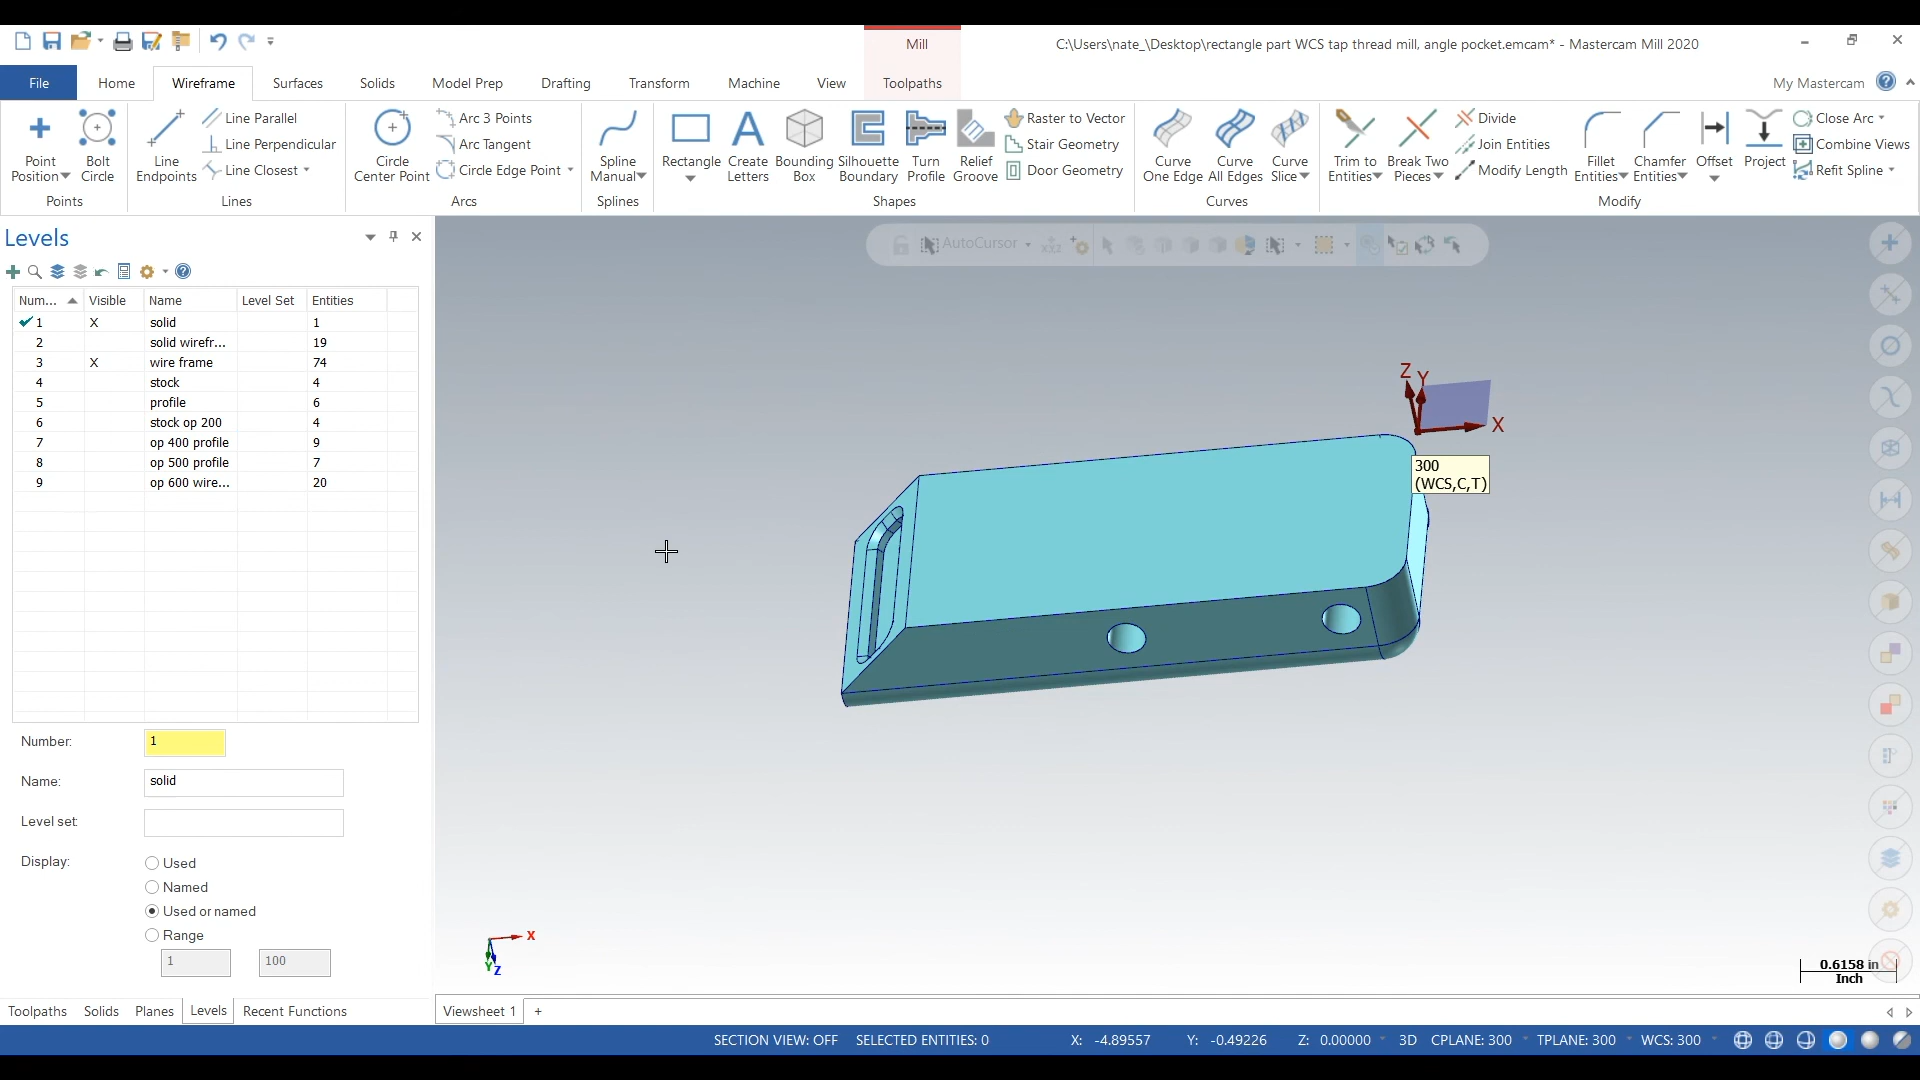 Mill
C:\Users\nate_\Desktop\rectangle part WCS tap thread mill, angle pocket.emcam* - Mastercam Mill 2020
File Home Wireframe Surfaces Solids Model Prep Drafting Transform Machine View Toolpaths My Mastercam
Point Position
Bolt Circle
Points
Line Endpoints
Line Parallel
Line Perpendicular
Line Closest
Lines
Circle Center Point
Arc 3 Points
Arc Tangent
Circle Edge Point
Arcs
Spline Manual
Splines
Rectangle
Create Letters
Bounding Box
Silhouette Boundary
Turn Profile
Relief Groove
Raster to Vector
Stair Geometry
Door Geometry
Shapes
Curve One Edge
Curve All Edges
Curve Slice
Curves
Trim to Entities
Break Two Pieces
Divide
Join Entities
Modify Length
Fillet Entities
Chamfer Entities
Offset
Project
Close Arc
Combine Views
Refit Spline
Modify
Levels
AutoCursor
Num... Visible Name Level Set Entities
1 X solid 1
2 solid wirefr... 19
3 X wire frame 74
4 stock 4
5 profile 6
6 stock op 200 4
7 op 400 profile 9
8 op 500 profile 7
9 op 600 wire... 20
Number: 1
Name: solid
Level set:
Display:
Used
Named
Used or named
Range
1 100
Z Y
X
300
(WCS,C,T)
X
Y Z
0.6158 in
Inch
Toolpaths Solids Planes Levels Recent Functions
Viewsheet 1 +
SECTION VIEW: OFF SELECTED ENTITIES: 0 X: -4.89557 Y: -0.49226 Z: 0.00000 3D CPLANE: 300 TPLANE: 300 WCS: 300